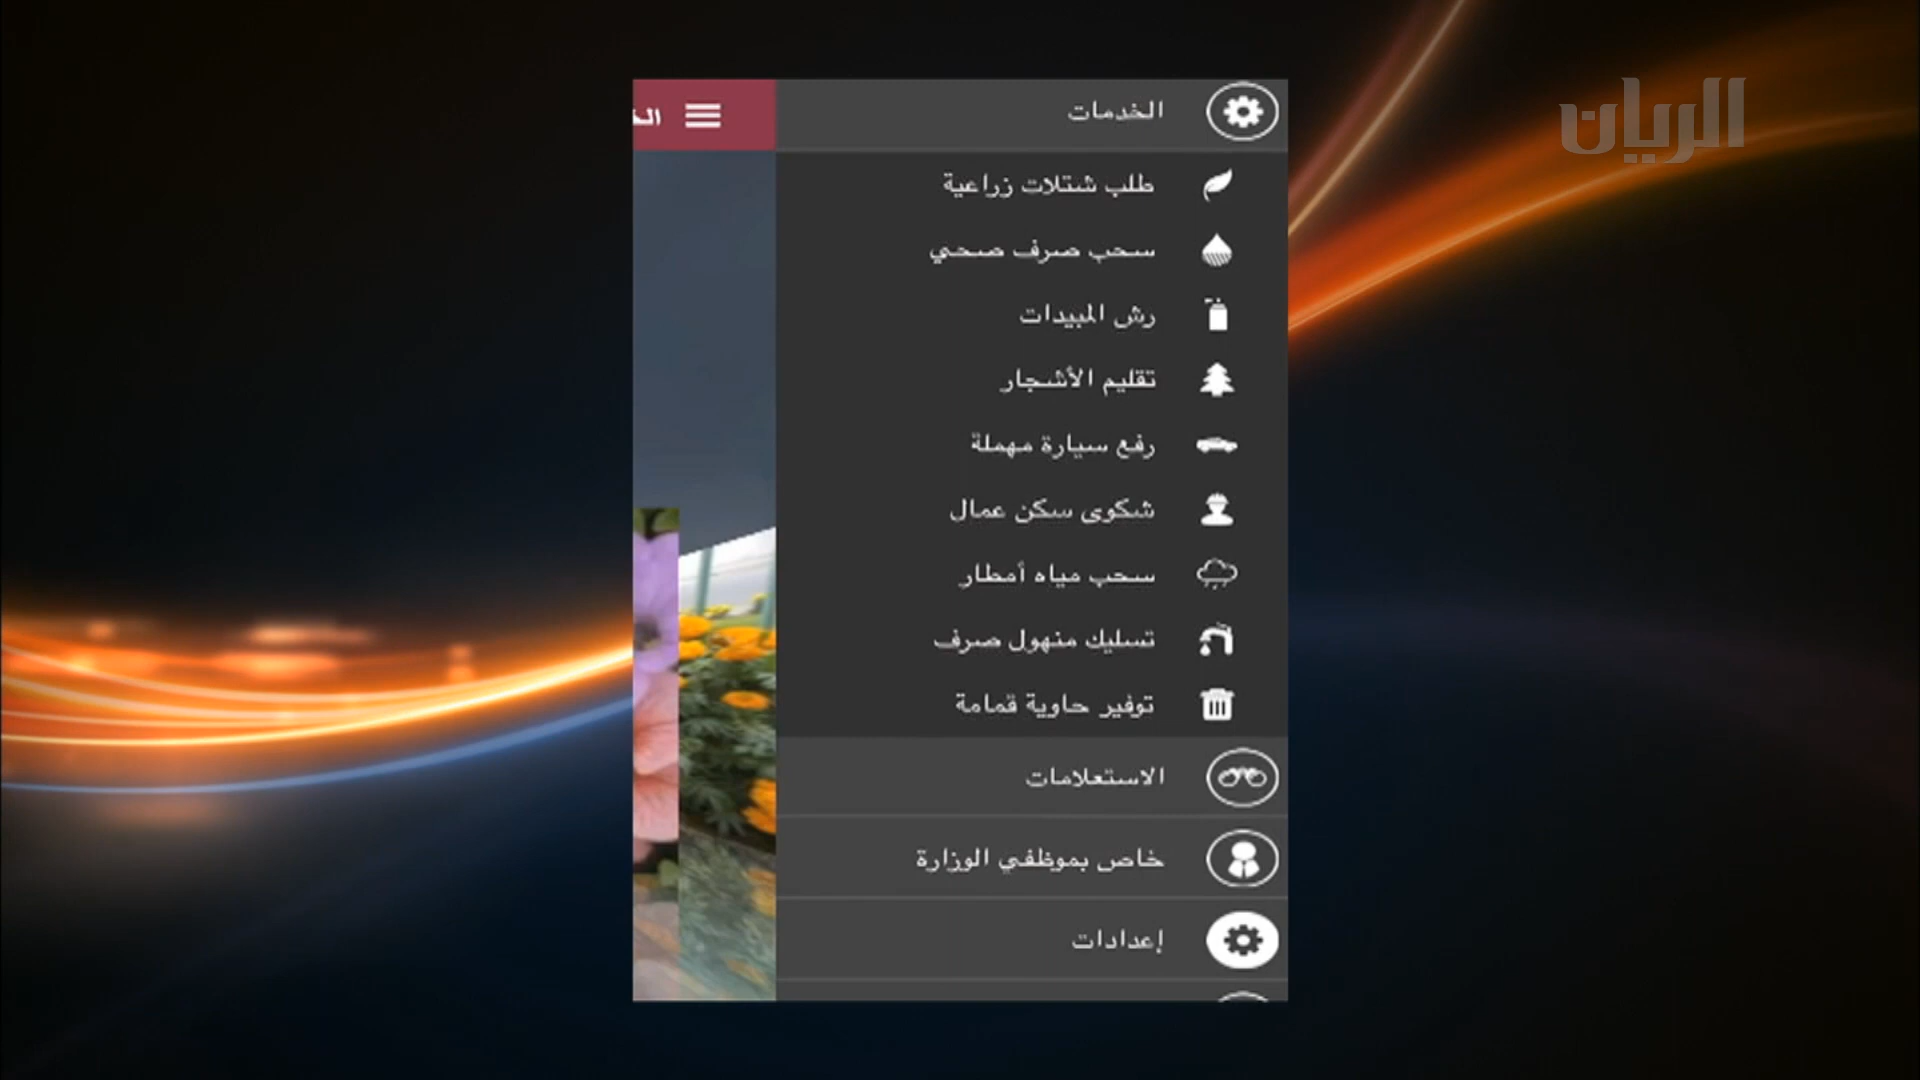 الريان
الخدمات
طلب شتلات زراعية
سحب صرف صحي
رش المبيدات
تقليم الأشجار
رفع سيارة مهملة
شكوى سكن عمال
سحب مياه أمطار
تسليك منهول صرف
توفير حاوية قمامة
الاستعلامات
خاص بموظفي الوزارة
إعدادات